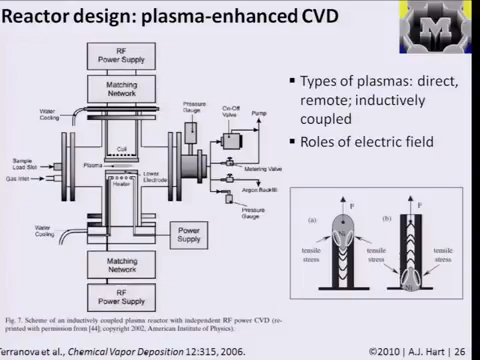 Reactor design: plasma-enhanced CVD
M
RF
Power Supply
Matching
Network
Water
Cooling
Pressure
Gauge
On-Off
Valve
Pump
Coil
Plasma
Sample
Load Slot
Gas Inlet
Lower
Electrode
Heater
Metering Valve
Argon Backfill
Pressure
Gauge
Water
Cooling
Power
Supply
Matching
Network
RF
Power Supply
Fig. 7. Scheme of an inductively coupled plasma reactor with independent RF power CVD (re-
printed with permission from [44]; copyright 2002, American Institute of Physics).
▪ Types of plasmas: direct,
remote; inductively
coupled
▪ Roles of electric field
(a)
F
(b)
F
tensile
stress
tensile
stress
tensile
stress
Terranova et al., Chemical Vapor Deposition 12:315, 2006.
©2010 | A.J. Hart | 26